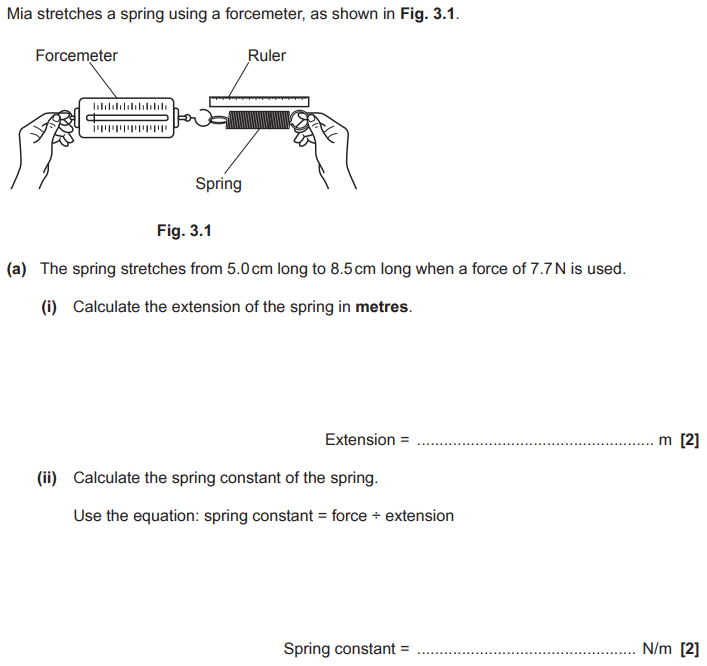 Mia stretches a spring using a forcemeter, as shown in Fig. 3.1.
Forcemeter
Ruler
Spring
Fig. 3.1
(a) The spring stretches from 5.0 cm long to 8.5 cm long when a force of 7.7 N is used.
(i) Calculate the extension of the spring in metres.
Extension = ..................................................... m [2]
(ii) Calculate the spring constant of the spring.
Use the equation: spring constant = force ÷ extension
Spring constant = ................................................. N/m [2]